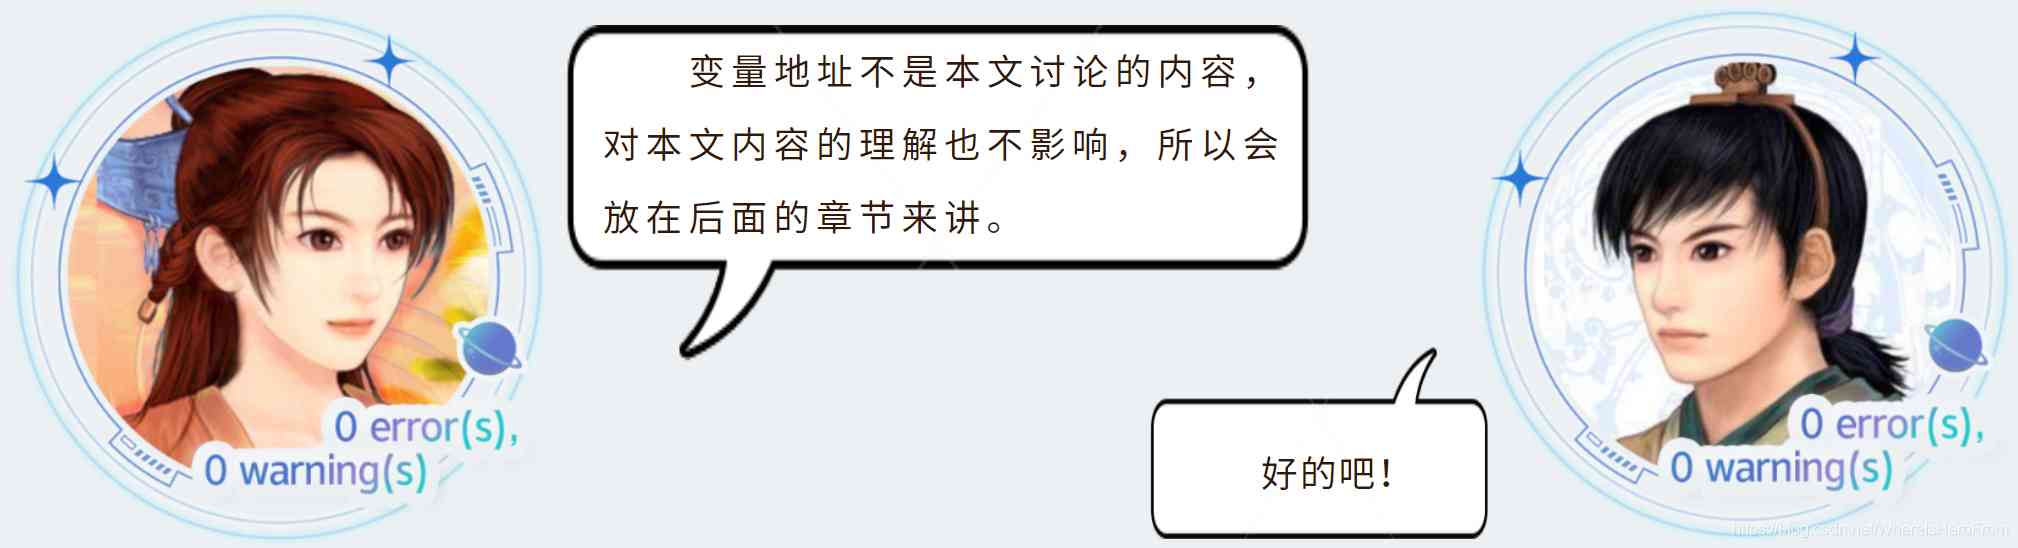 变量地址不是本文讨论的内容，
对本文内容的理解也不影响，所以会
放在后面的章节来讲。
0 error(s),
0 warning(s)
好的吧！
0 error(s),
0 warning(s)
https://blog.csdn.net/WhereIsHeroFrom